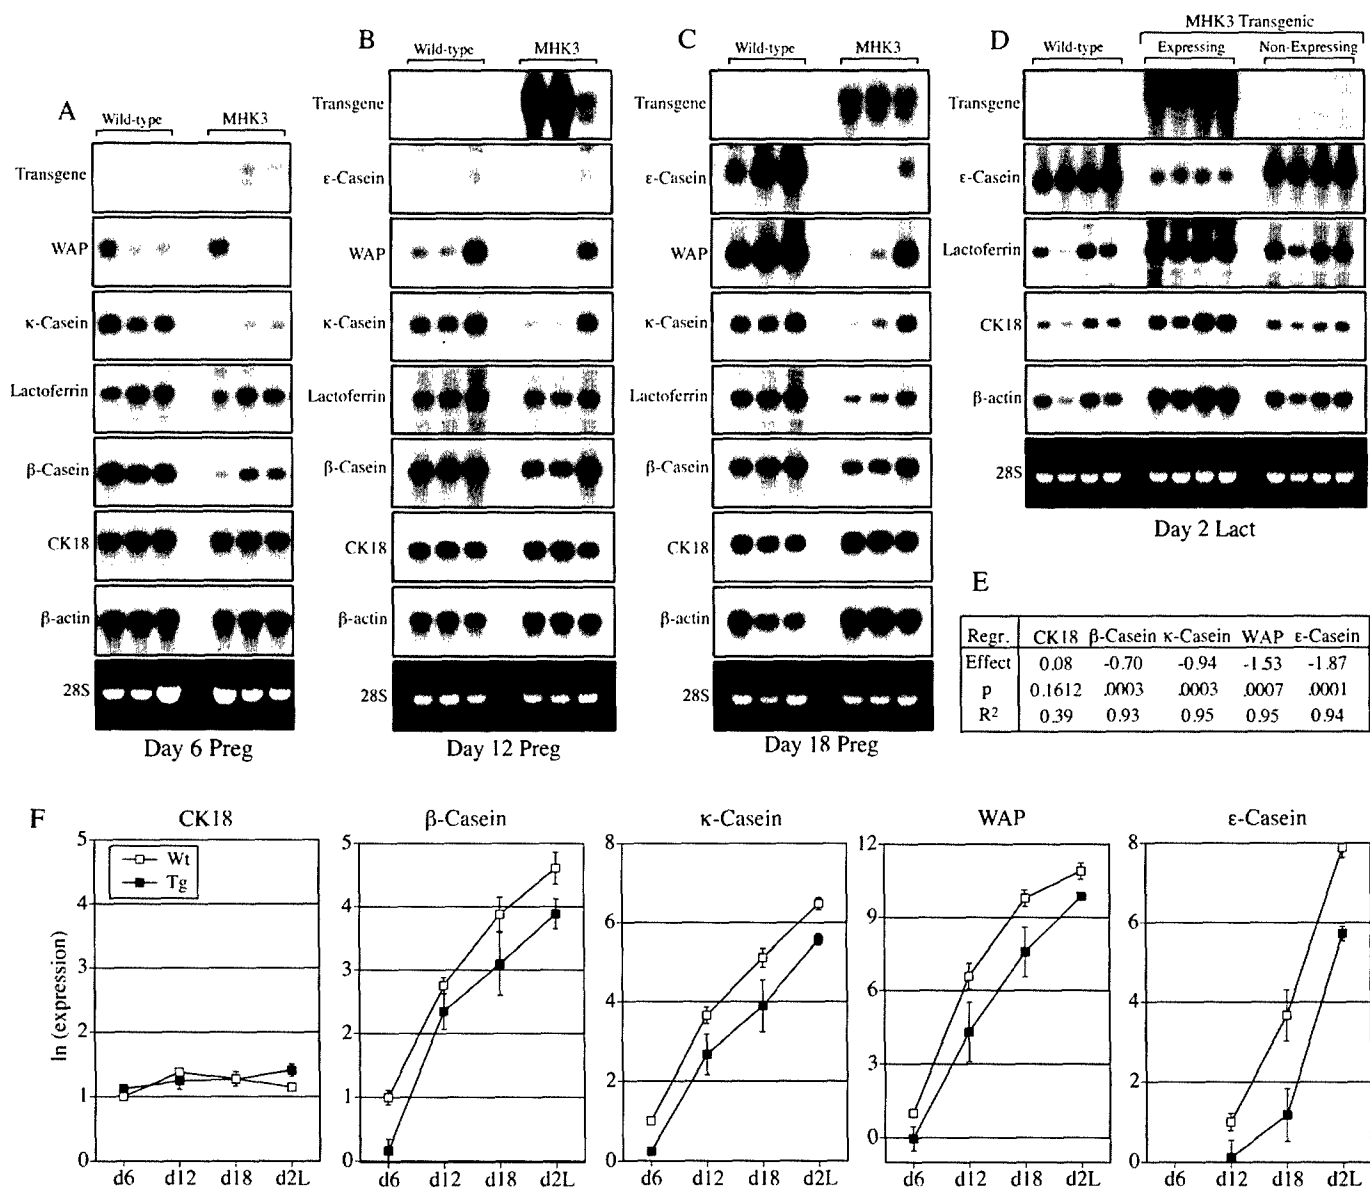 A
Wild-type MHK3
Transgene
WAP
κ-Casein
Lactoferrin
β-Casein
CK18
β-actin
28S
Day 6 Preg
B
Wild-type MHK3
Transgene
ε-Casein
WAP
κ-Casein
Lactoferrin
β-Casein
CK18
β-actin
28S
Day 12 Preg
C
Wild-type MHK3
Transgene
ε-Casein
WAP
κ-Casein
Lactoferrin
β-Casein
CK18
β-actin
28S
Day 18 Preg
D
MHK3 Transgenic
Wild-type Expressing Non-Expressing
Transgene
ε-Casein
Lactoferrin
CK18
β-actin
28S
Day 2 Lact
E
Regr. CK18 β-Casein κ-Casein WAP ε-Casein
Effect 0.08 -0.70 -0.94 -1.53 -1.87
p 0.1612 .0003 .0003 .0007 .0001
R² 0.39 0.93 0.95 0.95 0.94
F
CK18
Wt
Tg
ln (expression)
5
4
3
2
1
0
d6 d12 d18 d2L
β-Casein
5
4
3
2
1
0
d6 d12 d18 d2L
κ-Casein
8
6
4
2
0
d6 d12 d18 d2L
WAP
12
9
6
3
0
d6 d12 d18 d2L
ε-Casein
8
6
4
2
0
d6 d12 d18 d2L